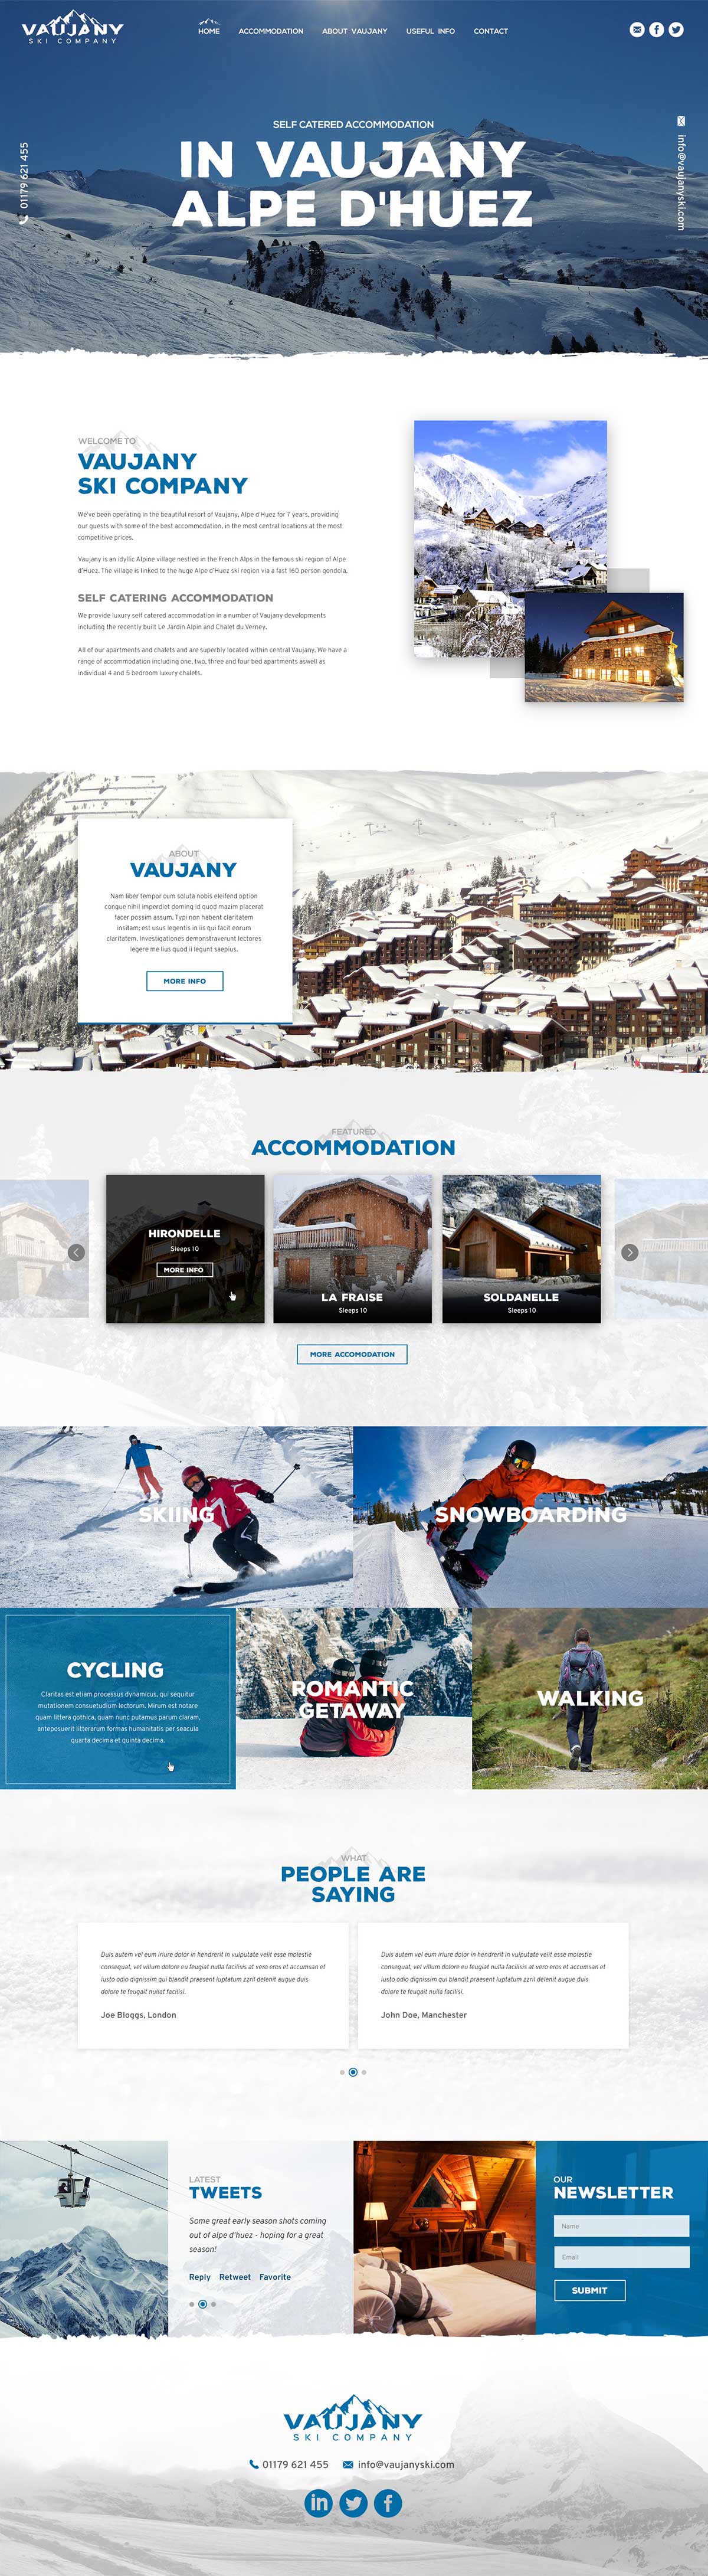 VAUJANY
SKI COMPANY
HOME ACCOMMODATION ABOUT VAUJANY USEFUL INFO CONTACT
01179 621 455
info@vaujanyski.com
SELF CATERED ACCOMMODATION
IN VAUJANY
ALPE D'HUEZ
WELCOME TO
VAUJANY
SKI COMPANY
We've been operating in the beautiful resort of Vaujany, Alpe d'Huez for 7 years, providing
our guests with some of the best accommodation, in the most central locations at the most
competitive prices.
Vaujany is an idyllic Alpine village nestled in the French Alps in the famous ski region of Alpe
d'Huez. The village is linked to the huge Alpe d'Huez ski region via a fast 160 person gondola.
SELF CATERING ACCOMMODATION
We provide luxury self catered accommodation in a number of Vaujany developments
including the recently built Le Jardin Alpin and Chalet du Verney.
All of our apartments and chalets and are superbly located within central Vaujany. We have a
range of accommodation including one, two, three and four bed apartments aswell as
individual 4 and 5 bedroom luxury chalets.
ABOUT
VAUJANY
Nam liber tempor cum soluta nobis eleifend option
congue nihil imperdiet doming id quod mazim placerat
facer possim assum. Typi non habent claritatem
insitam; est usus legentis in iis qui facit eorum
claritatem. Investigationes demonstraverunt lectores
legere me lius quod ii legunt saepius.
MORE INFO
FEATURED
ACCOMMODATION
HIRONDELLE
Sleeps 10
MORE INFO
LA FRAISE
Sleeps 10
SOLDANELLE
Sleeps 10
MORE ACCOMODATION
SKIING
SNOWBOARDING
CYCLING
Claritas est etiam processus dynamicus, qui sequitur
mutationem consuetudium lectorum. Mirum est notare
quam littera gothica, quam nunc putamus parum claram,
anteposuerit litterarum formas humanitatis per seacula
quarta decima et quinta decima.
ROMANTIC
GETAWAY
WALKING
WHAT
PEOPLE ARE
SAYING
Duis autem vel eum iriure dolor in hendrerit in vulputate velit esse molestie
consequat, vel villum dolore eu feugiat nulla facilisis at vero eros et accumsan et
iusto odio dignissim qui blandit praesent luptatum zzril delenit augue duis
dolore te feugait nullat facilisi.
Joe Bloggs, London
Duis autem vel eum iriure dolor in hendrerit in vulputate velit esse molestie
consequat, vel villum dolore eu feugiat nulla facilisis at vero eros et accumsan et
iusto odio dignissim qui blandit praesent luptatum zzril delenit augue duis
dolore te feugait nulla facilisi.
John Doe, Manchester
LATEST
TWEETS
Some great early season shots coming
out of alpe d'huez - hoping for a great
season!
Reply Retweet Favorite
OUR
NEWSLETTER
Name
Email
SUBMIT
VAUJANY
SKI COMPANY
01179 621 455 info@vaujanyski.com